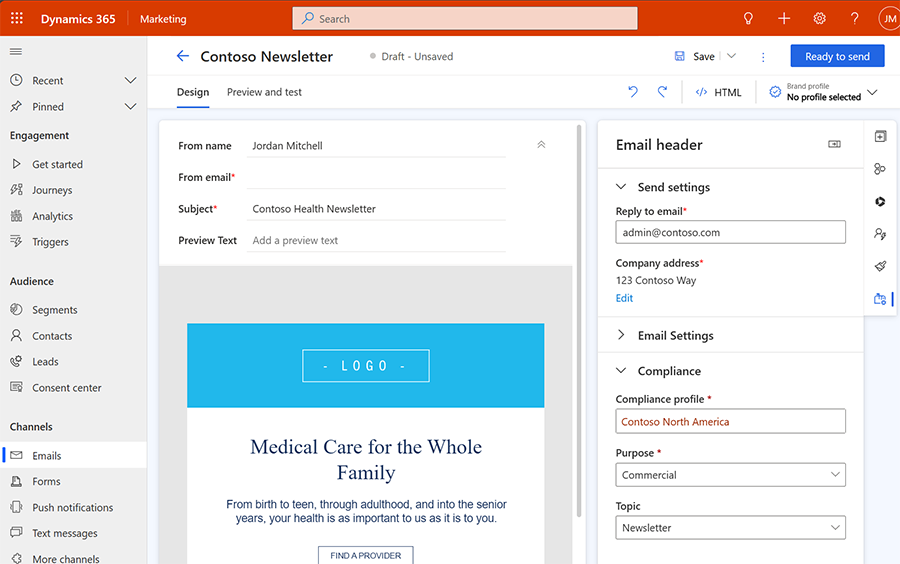 Dynamics 365
Marketing
Search
JM
Recent
Pinned
Engagement
Get started
Journeys
Analytics
Triggers
Audience
Segments
Contacts
Leads
Consent center
Channels
Emails
Forms
Push notifications
Text messages
More channels
Contoso Newsletter
Draft - Unsaved
Save
Ready to send
Design
Preview and test
HTML
Brand profile
No profile selected
From name Jordan Mitchell
From email*
Subject* Contoso Health Newsletter
Preview Text Add a preview text
- LOGO -
Medical Care for the Whole
Family
From birth to teen, through adulthood, and into the senior
years, your health is as important to us as it is to you.
FIND A PROVIDER
Email header
Send settings
Reply to email*
admin@contoso.com
Company address*
123 Contoso Way
Edit
Email Settings
Compliance
Compliance profile *
Contoso North America
Purpose *
Commercial
Topic
Newsletter